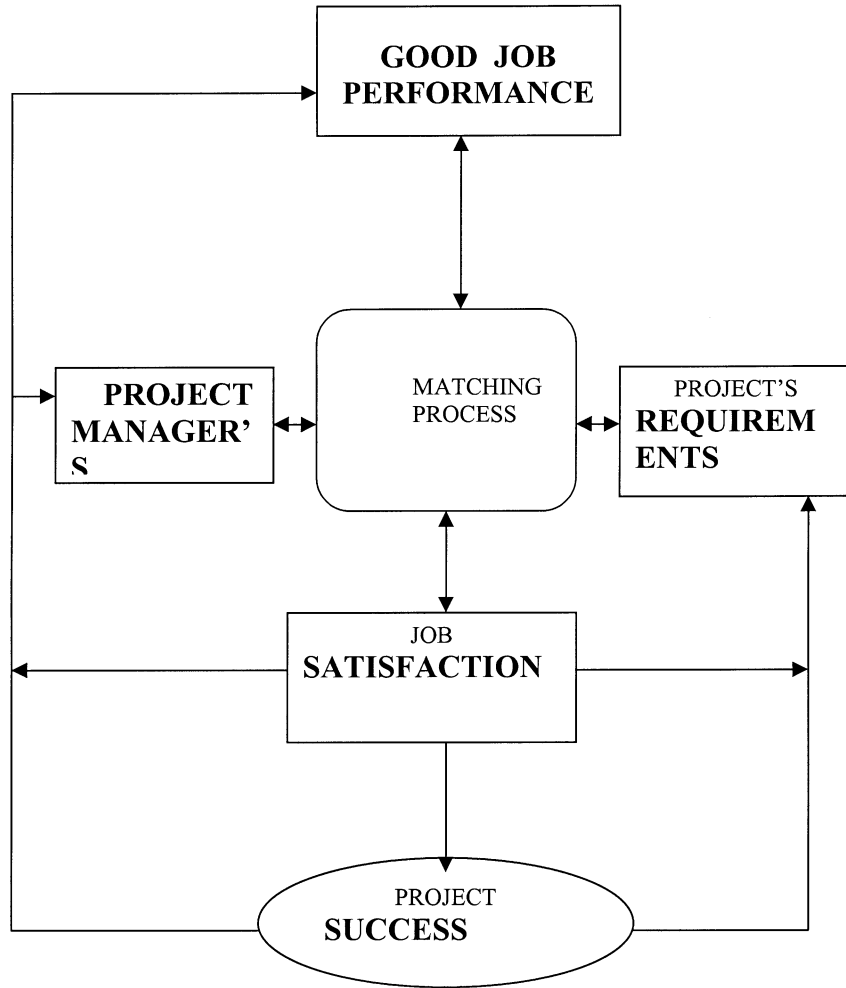 GOOD JOB
PERFORMANCE
PROJECT
MANAGER'
S
MATCHING
PROCESS
PROJECT'S
REQUIREM
ENTS
JOB
SATISFACTION
PROJECT
SUCCESS